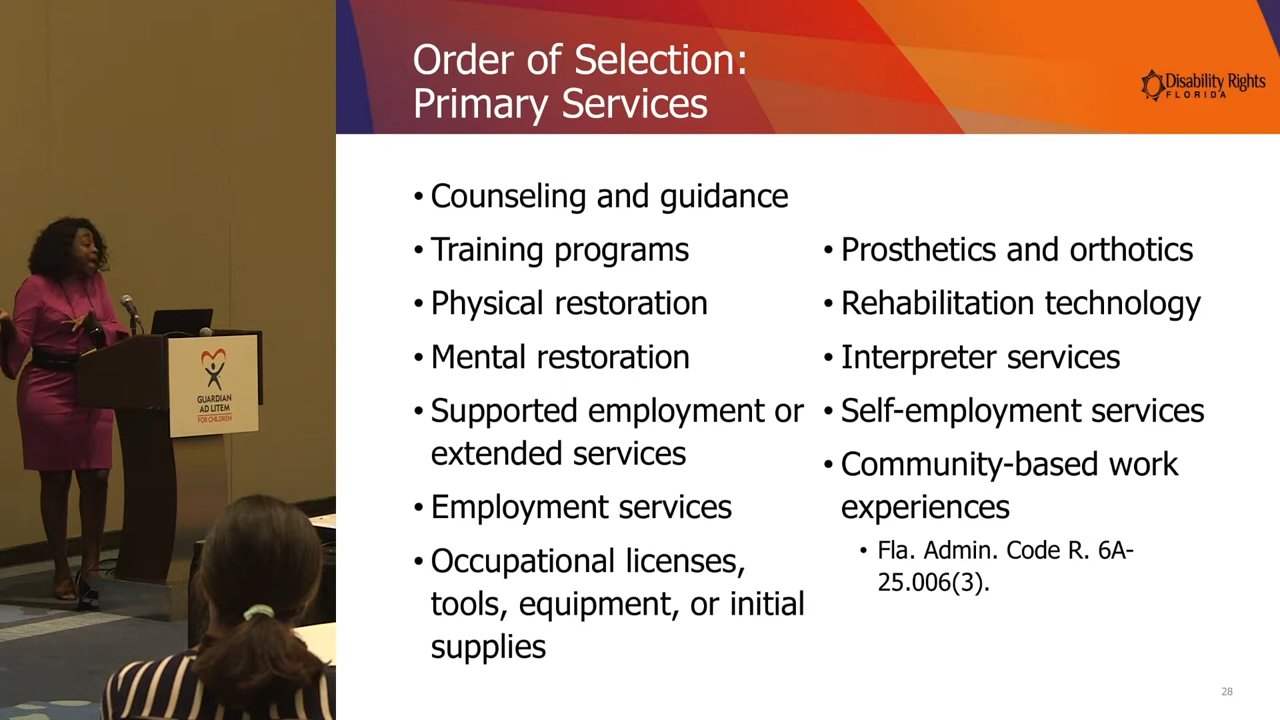 Order of Selection:
Primary Services
Disability Rights
FLORIDA
• Counseling and guidance
• Training programs
• Physical restoration
• Mental restoration
• Supported employment or
extended services
• Employment services
• Occupational licenses,
tools, equipment, or initial
supplies
• Prosthetics and orthotics
• Rehabilitation technology
• Interpreter services
• Self-employment services
• Community-based work
experiences
• Fla. Admin. Code R. 6A-
25.006(3).
28
GUARDIAN
AD LITEM
FOR CHILDREN